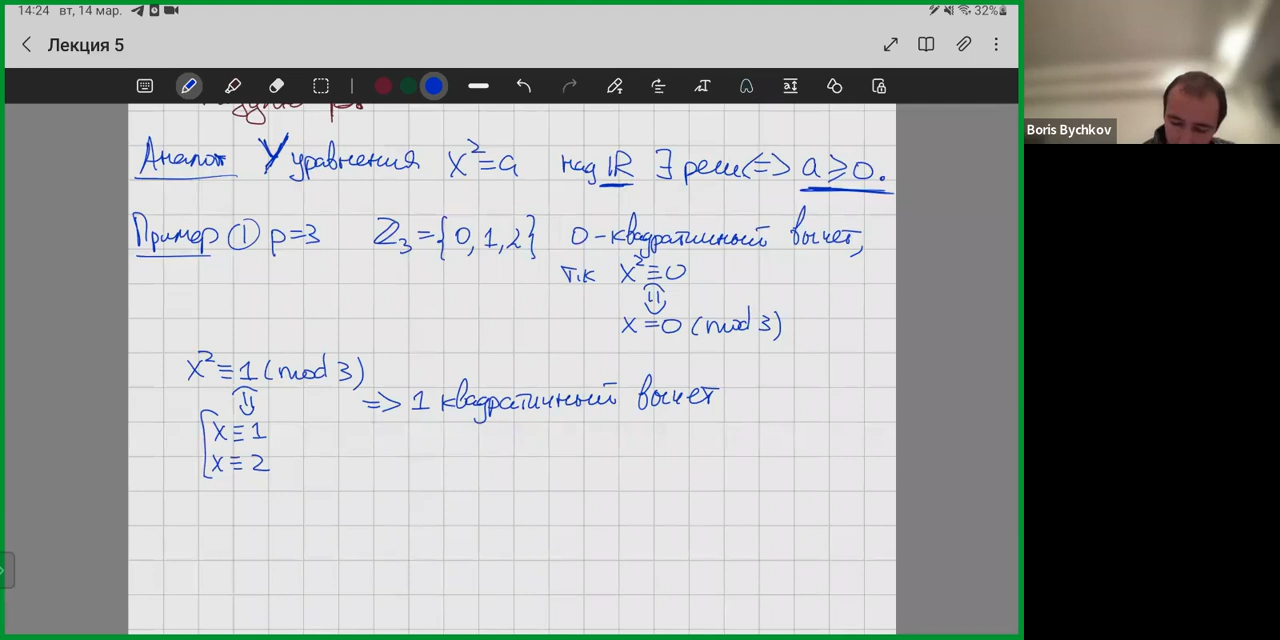 14:24 вт, 14 мар.
32%
Лекция 5
Boris Bychkov
Аналог У уравнения x²=a над ℝ ∃ реш <=> a⩾0.
Пример ① p=3 ℤ₃={0,1,2} 0-квадратичный вычет,
т.к x²≡0
⇕
x=0 (mod 3)
x²≡1 (mod 3)
⇕
=> 1 квадратичный вычет
[ x≡1
x≡2